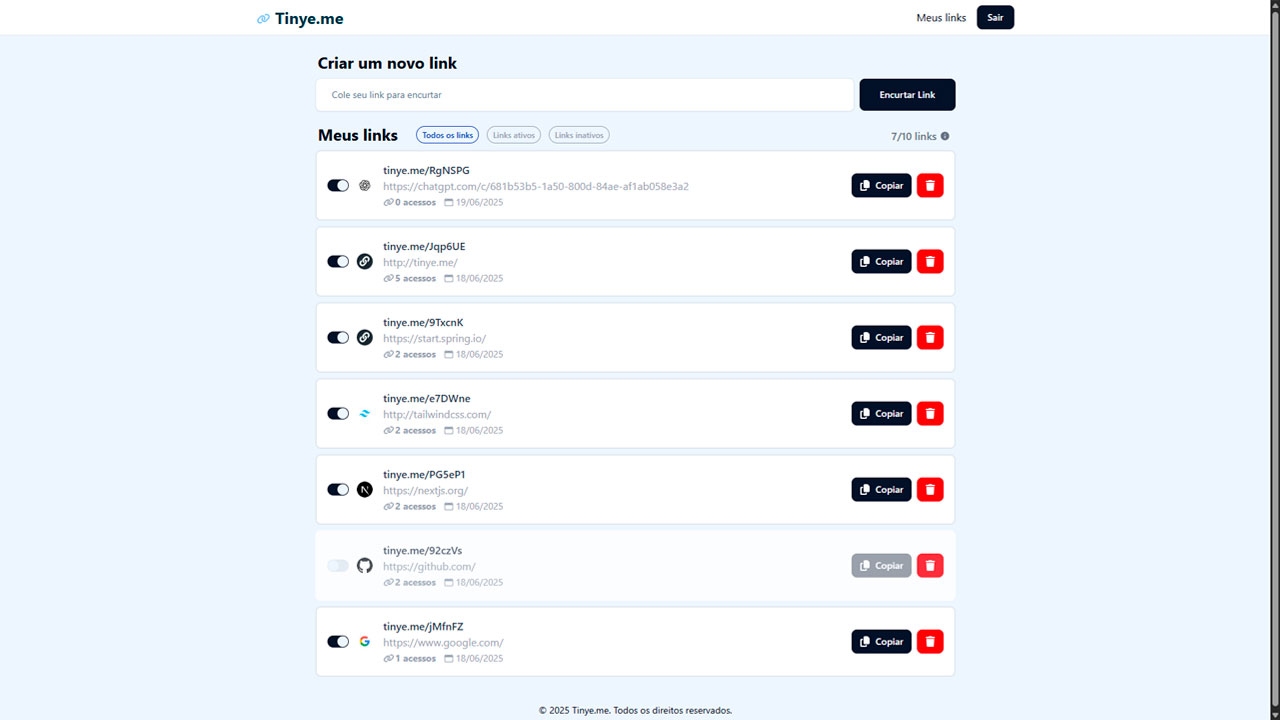 Tinye.me
Meus links
Sair
Criar um novo link
Cole seu link para encurtar
Encurtar Link
Meus links
Todos os links
Links ativos
Links inativos
7/10 links
tinye.me/RgNSPG
https://chatgpt.com/c/681b53b5-1a50-800d-84ae-af1ab058e3a2
0 acessos
19/06/2025
Copiar
tinye.me/Jqp6UE
http://tinye.me/
5 acessos
18/06/2025
Copiar
tinye.me/9TxcnK
https://start.spring.io/
2 acessos
18/06/2025
Copiar
tinye.me/e7DWne
http://tailwindcss.com/
2 acessos
18/06/2025
Copiar
tinye.me/PG5eP1
https://nextjs.org/
2 acessos
18/06/2025
Copiar
tinye.me/92czVs
https://github.com/
2 acessos
18/06/2025
Copiar
tinye.me/jMfnFZ
https://www.google.com/
1 acessos
18/06/2025
Copiar
© 2025 Tinye.me. Todos os direitos reservados.